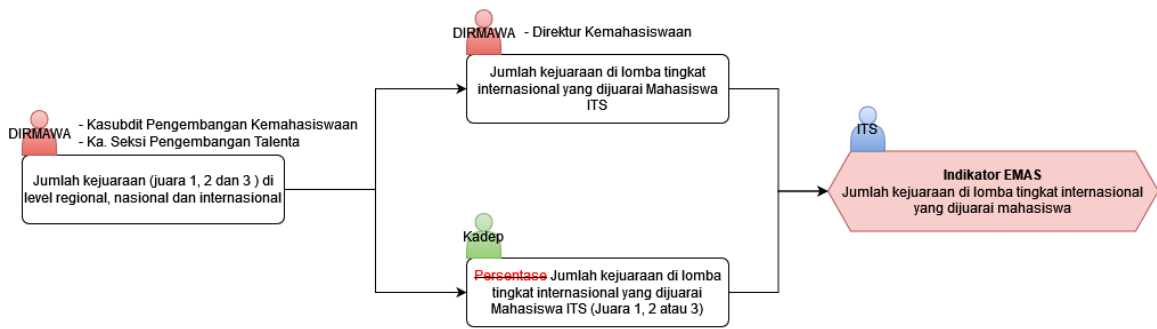 DIRMAWA
- Kasubdit Pengembangan Kemahasiswaan
- Ka. Seksi Pengembangan Talenta
Jumlah kejuaraan (juara 1, 2 dan 3 ) di
level regional, nasional dan internasional
DIRMAWA - Direktur Kemahasiswaan
Jumlah kejuaraan di lomba tingkat
internasional yang dijuarai Mahasiswa
ITS
Kadep
Persentase Jumlah kejuaraan di lomba
tingkat internasional yang dijuarai
Mahasiswa ITS (Juara 1, 2 atau 3)
ITS
Indikator EMAS
Jumlah kejuaraan di lomba tingkat internasional
yang dijuarai mahasiswa